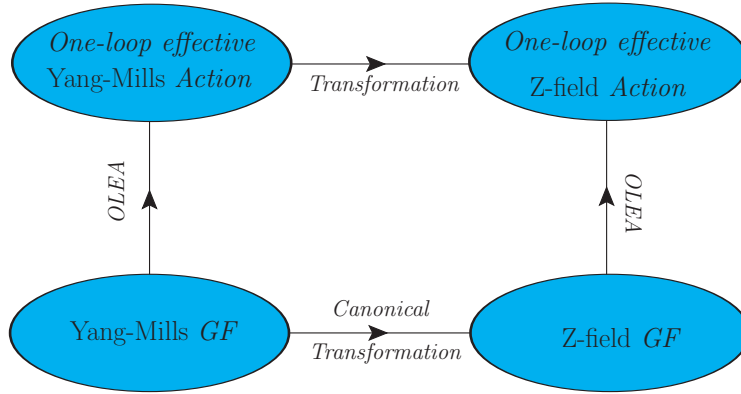 One-loop effective
Yang-Mills Action
Transformation
One-loop effective
Z-field Action
OLEA
OLEA
Yang-Mills GF
Canonical
Transformation
Z-field GF